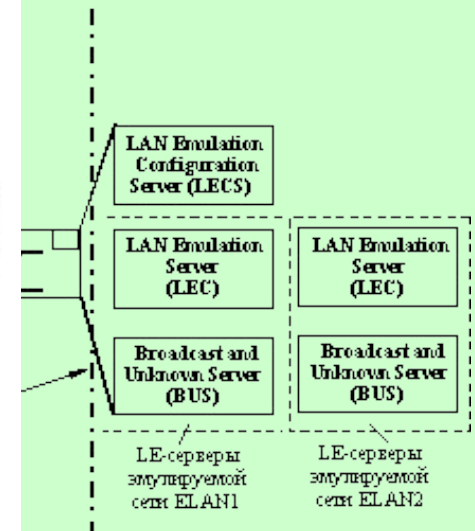 LAN Emulation
Configuration
Server (LECS)
LAN Emulation
Server
(LEC)
Broadcast and
Unknown Server
(BUS)
LE-серверы
эмулируемой
сети ELAN1
LAN Emulation
Server
(LEC)
Broadcast and
Unknown Server
(BUS)
LE-серверы
эмулируемой
сети ELAN2